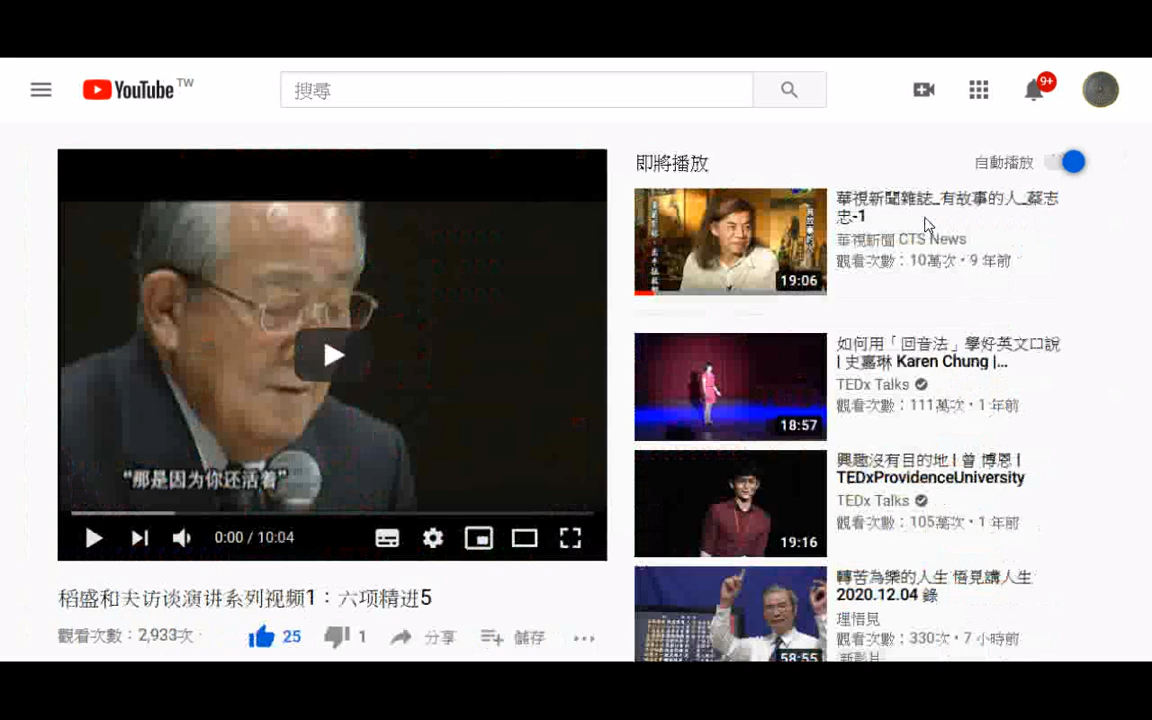 YouTube TW
搜尋
9+
即將播放
自動播放
華視新聞雜誌_有故事的人_蔡志
忠-1
華視新聞 CTS News
觀看次數：10萬次・9 年前
19:06
如何用「回音法」學好英文口說
| 史嘉琳 Karen Chung |...
TEDx Talks
觀看次數：111萬次・1 年前
18:57
興趣沒有目的地 | 曾 博恩 |
TEDxProvidenceUniversity
TEDx Talks
觀看次數：105萬次・1 年前
19:16
轉苦為樂的人生 悟見講人生
2020.12.04 錄
理悟見
觀看次數：330次・7 小時前
新影片
58:55
“那是因为你还活着”
0:00 / 10:04
稻盛和夫访谈演讲系列视频1：六项精进5
觀看次數：2,933次
25
1
分享
儲存